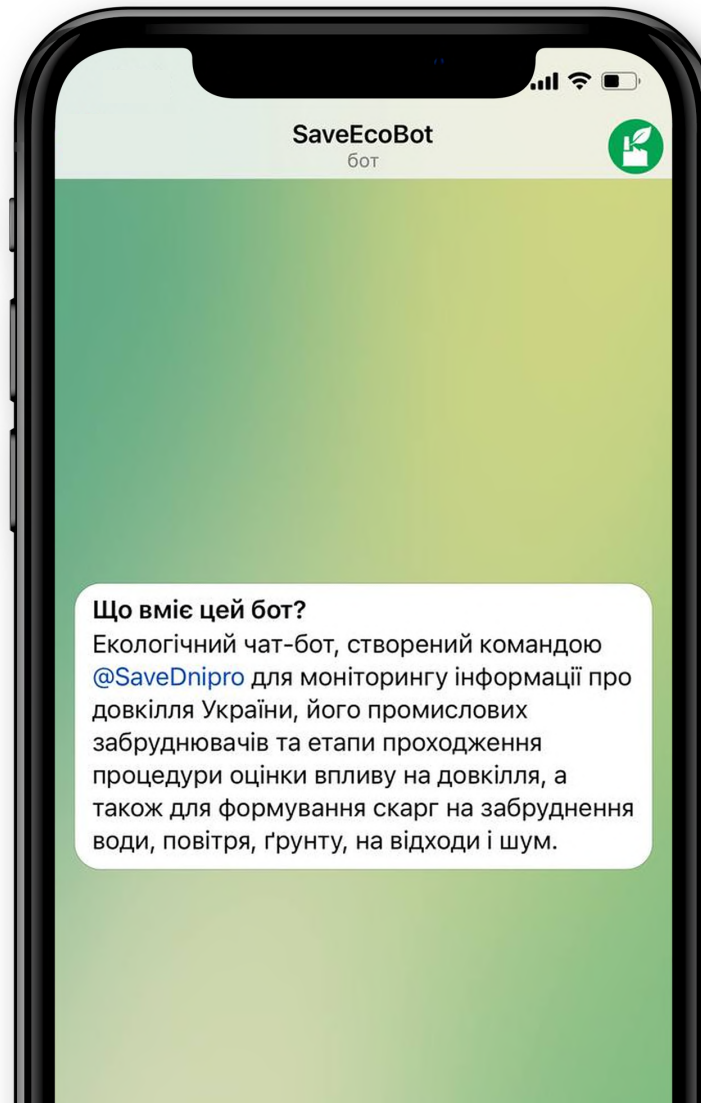 SaveEcoBot
бот
Що вміє цей бот?
Екологічний чат-бот, створений командою
@SaveDnipro для моніторингу інформації про
довкілля України, його промислових
забруднювачів та етапи проходження
процедури оцінки впливу на довкілля, а
також для формування скарг на забруднення
води, повітря, ґрунту, на відходи і шум.